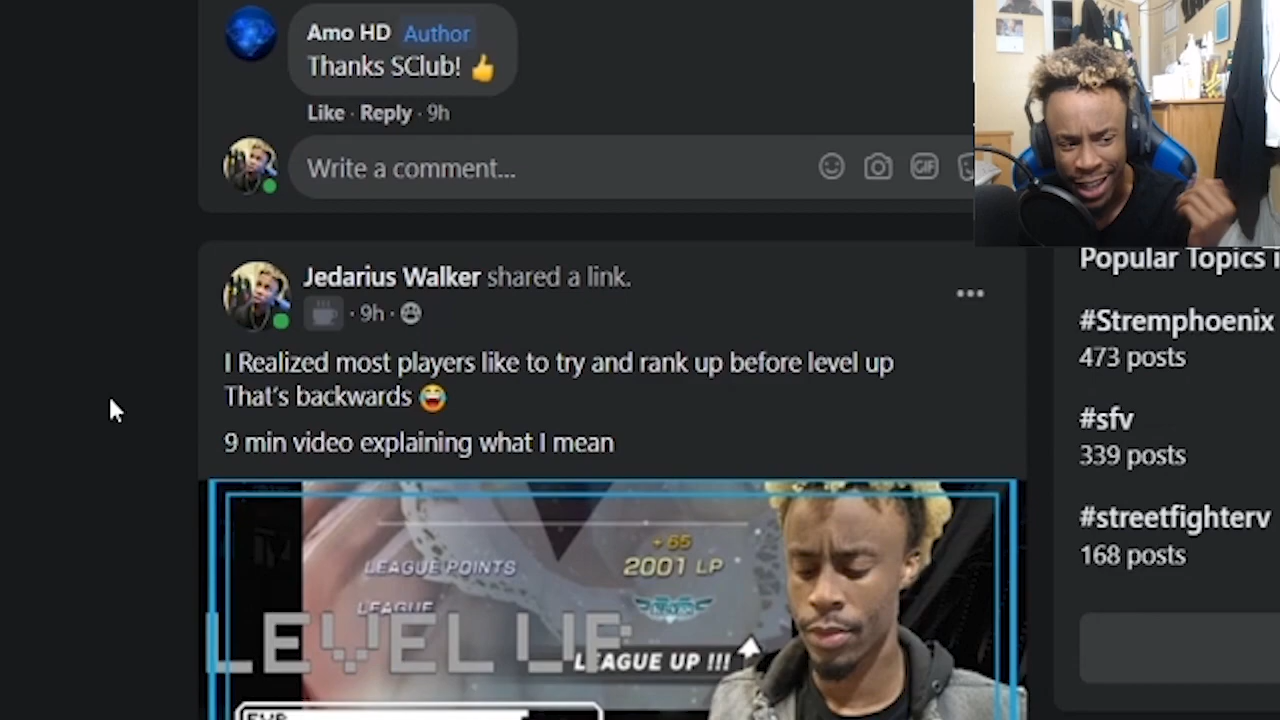 Amo HD Author
Thanks SClub! 👍
Like · Reply · 9h
Write a comment...
GIF
Jedarius Walker shared a link.
· 9h ·
I Realized most players like to try and rank up before level up
That's backwards 😂
9 min video explaining what I mean
+65
LEAGUE POINTS 2001 LP
LEAGUE
LEVEL UP
LEAGUE UP !!!
EXP
Popular Topics i
#Stremphoenix
473 posts
#sfv
339 posts
#streetfighterv
168 posts